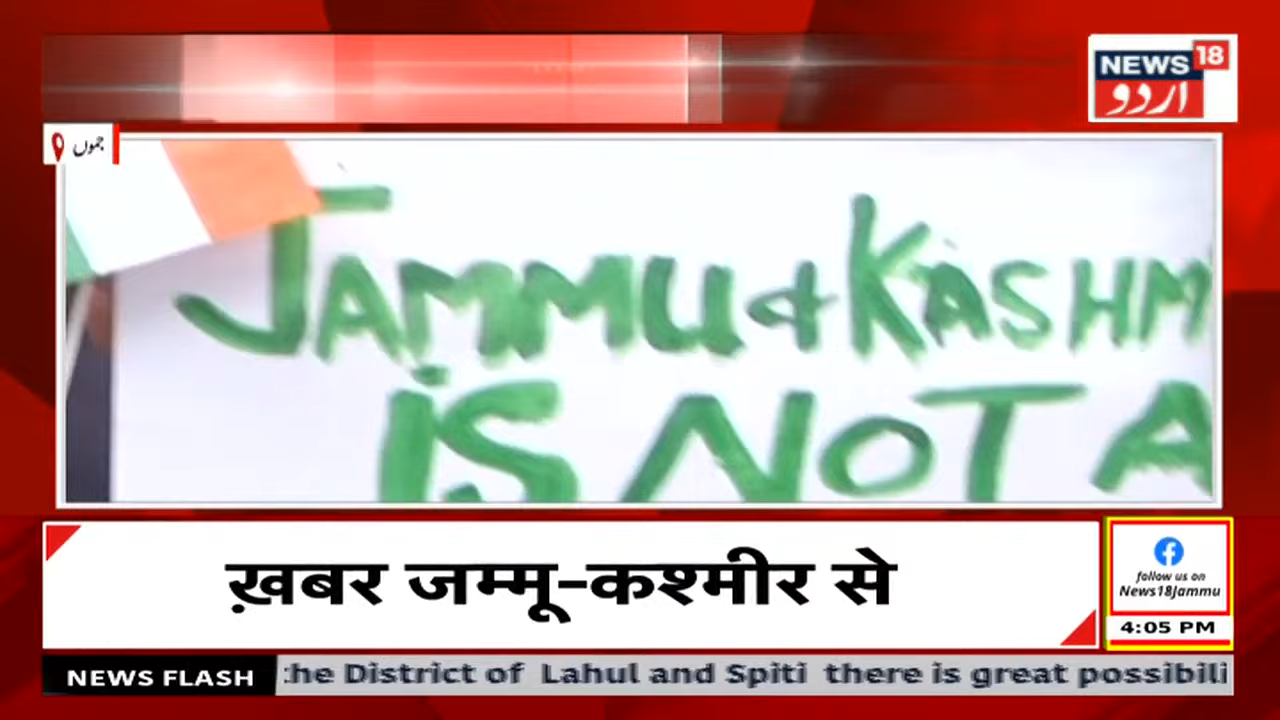 NEWS 18
اردو
جموں
JAMMU & KASHM
IS NOT A
ख़बर जम्मू-कश्मीर से
follow us on
News18Jammu
4:05 PM
NEWS FLASH
the District of Lahul and Spiti there is great possibili